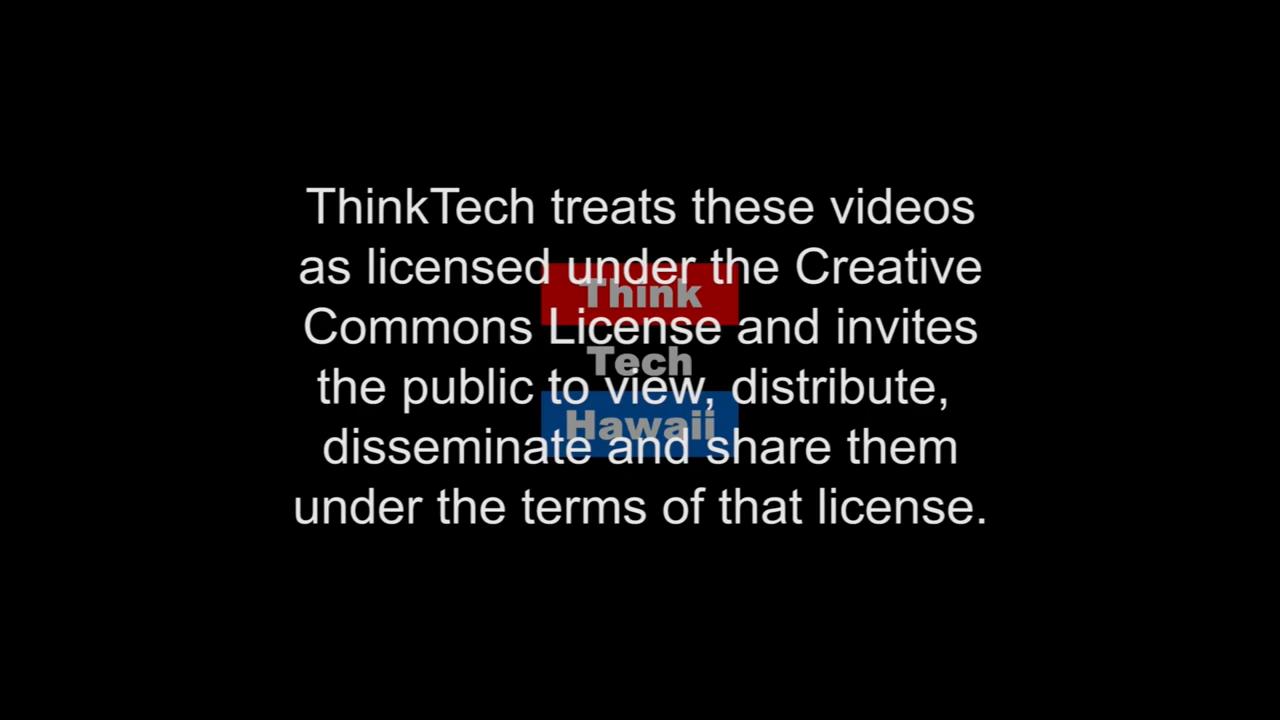 ThinkTech treats these videos
as licensed under the Creative
Think
Commons License and invites
Tech
the public to view, distribute,
Hawaii
disseminate and share them
under the terms of that license.